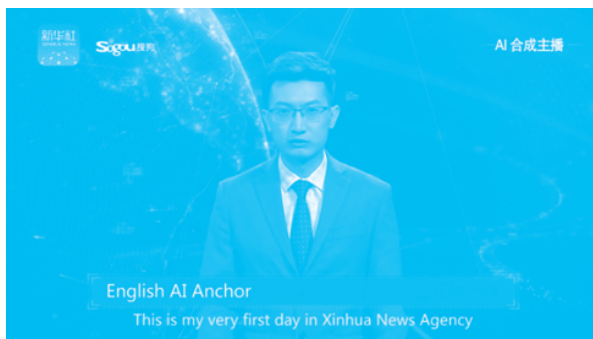 新华社
Sogou搜狗
AI 合成主播
English AI Anchor
This is my very first day in Xinhua News Agency